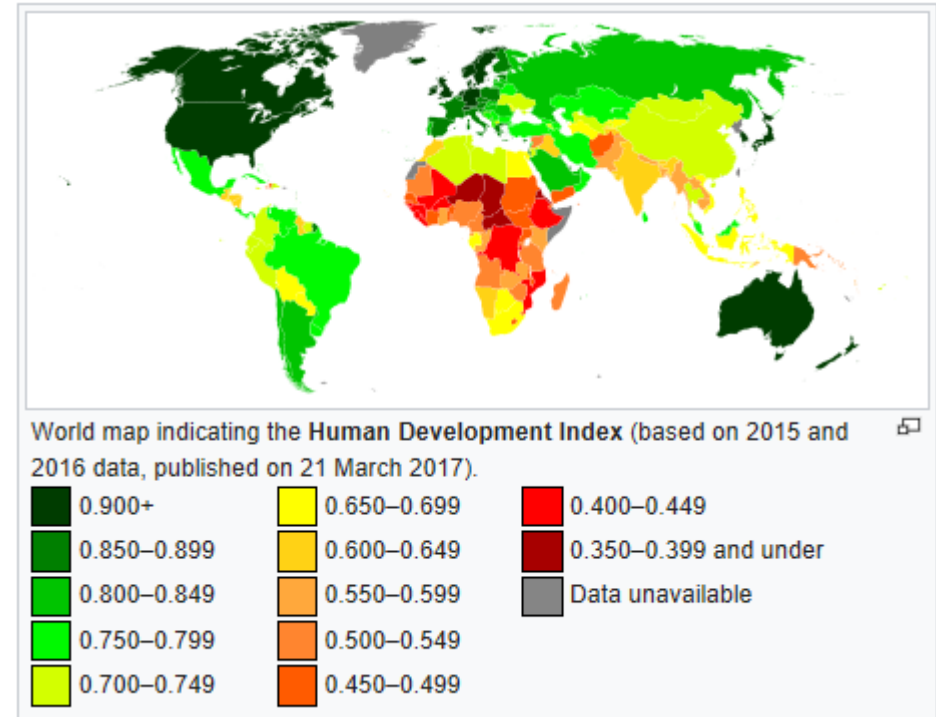 World map indicating the Human Development Index (based on 2015 and
2016 data, published on 21 March 2017).
0.900+
0.850–0.899
0.800–0.849
0.750–0.799
0.700–0.749
0.650–0.699
0.600–0.649
0.550–0.599
0.500–0.549
0.450–0.499
0.400–0.449
0.350–0.399 and under
Data unavailable